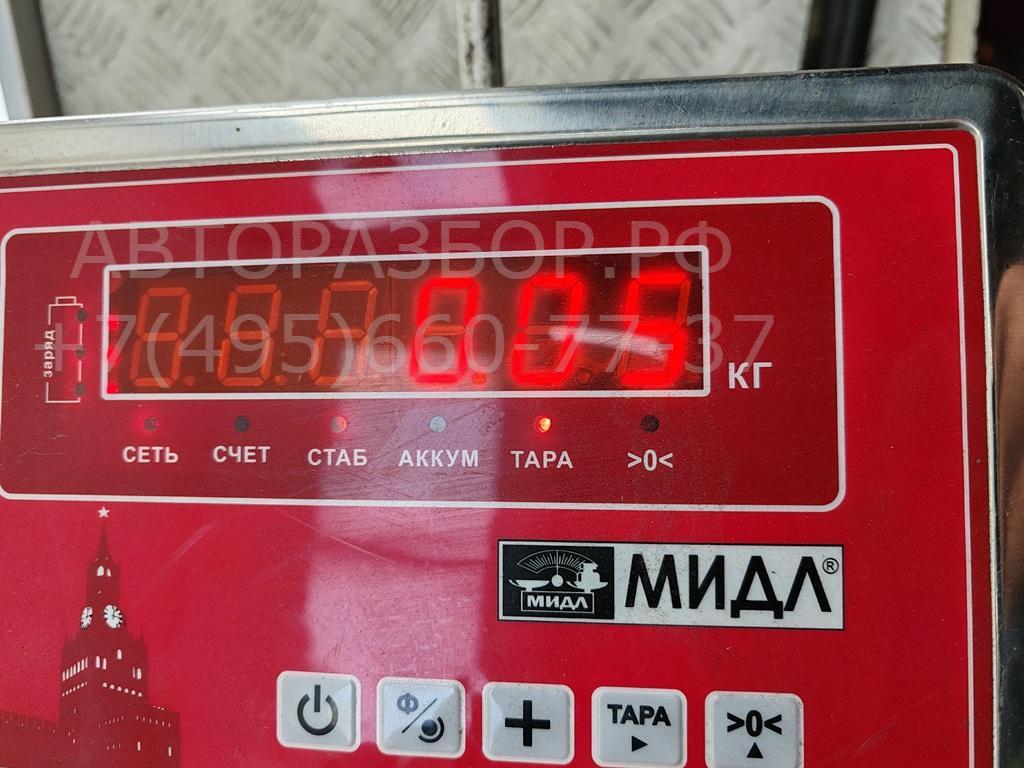 АВТОРАЗБОР.РФ
+7(495)660-77-37
заряд
0.05 КГ
СЕТЬ СЧЕТ СТАБ АККУМ ТАРА >0<
МИДЛ МИДЛ®
Ф ТАРА >0<